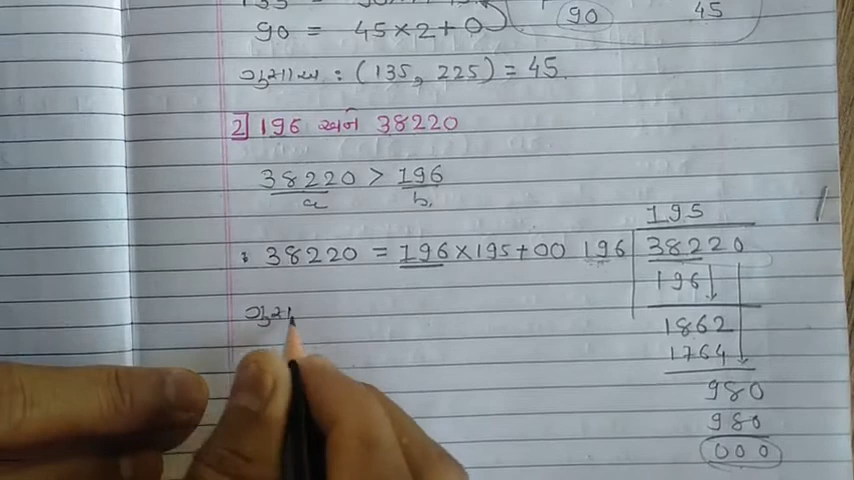 90 = 45×2+0
90 45
ગુ.સા.અ : (135, 225) = 45.
2 196 અને 38220
38220 > 196
a b.
195
: 38220 = 196×195+00 196 38220
196
1862
1764
980
980
000